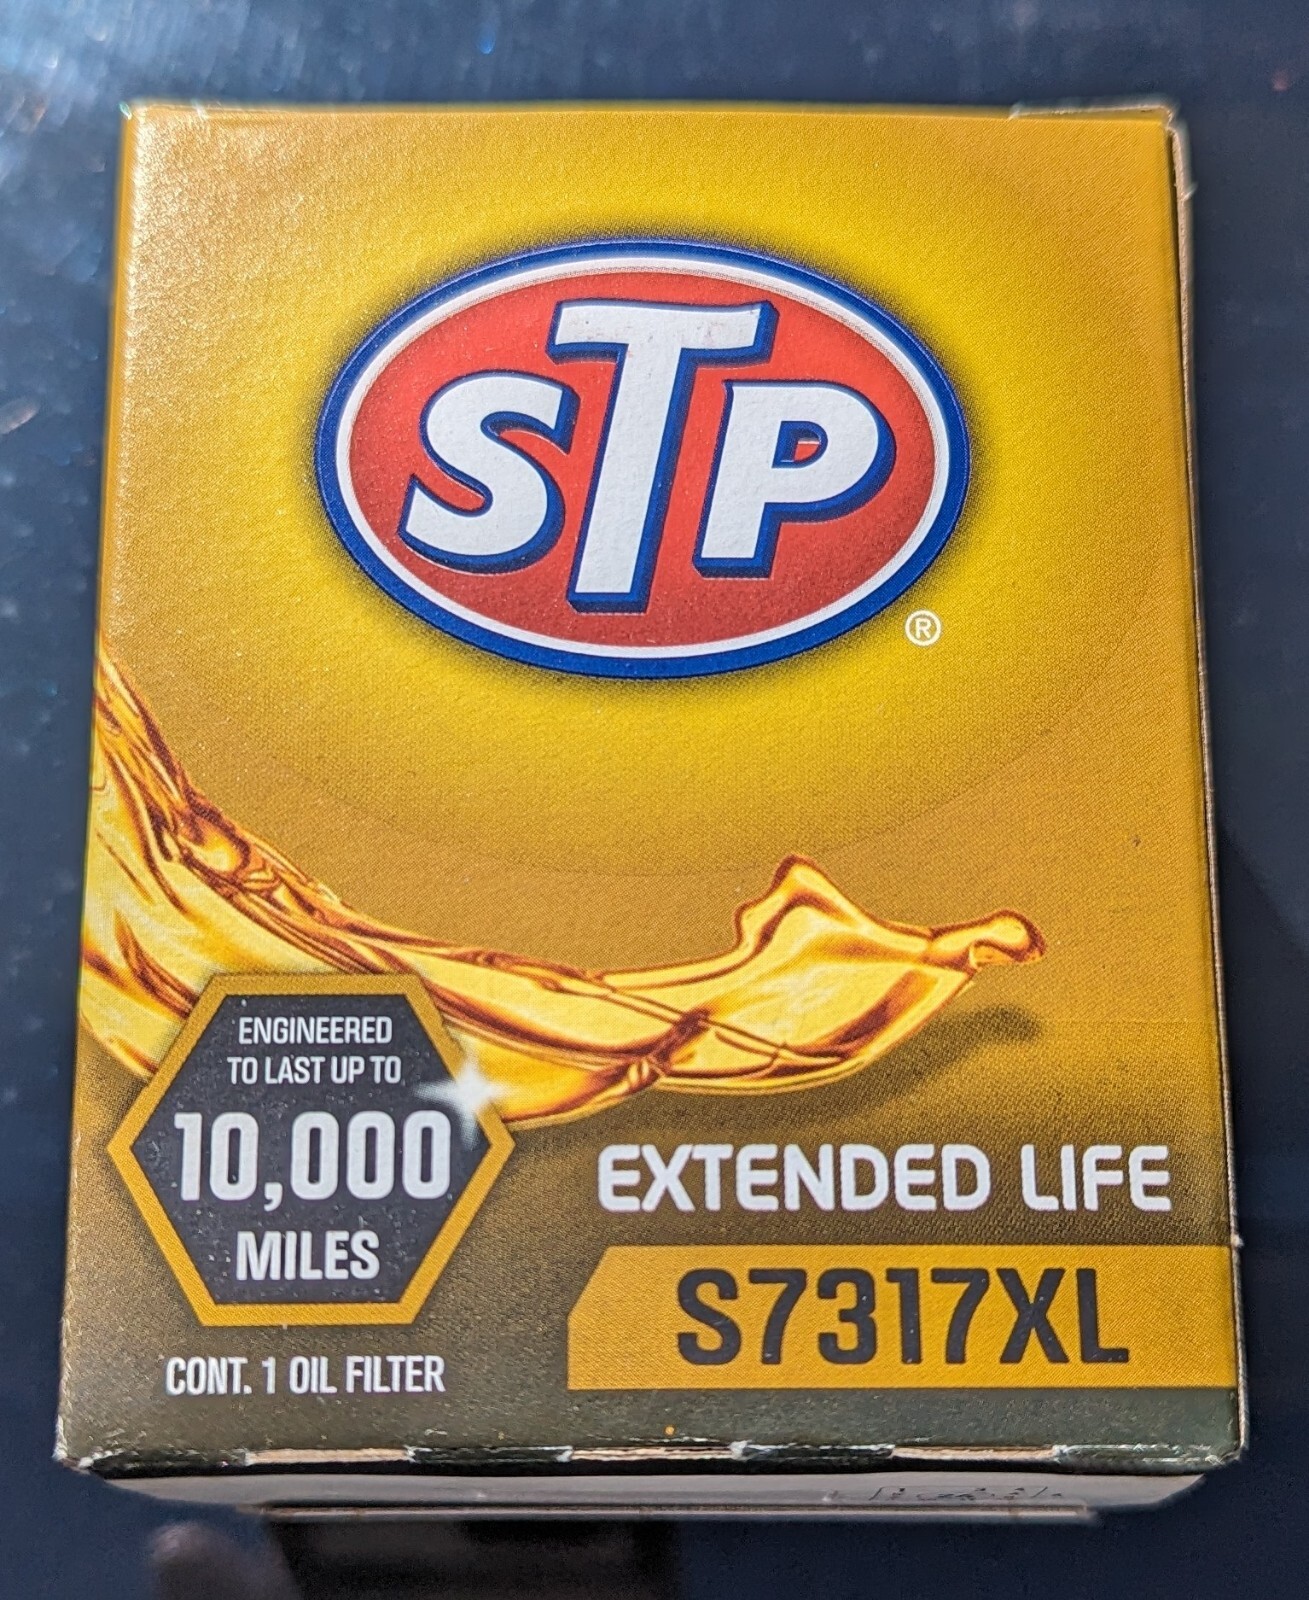 STP
®
ENGINEERED
TO LAST UP TO
10,000
MILES
EXTENDED LIFE
S7317XL
CONT. 1 OIL FILTER